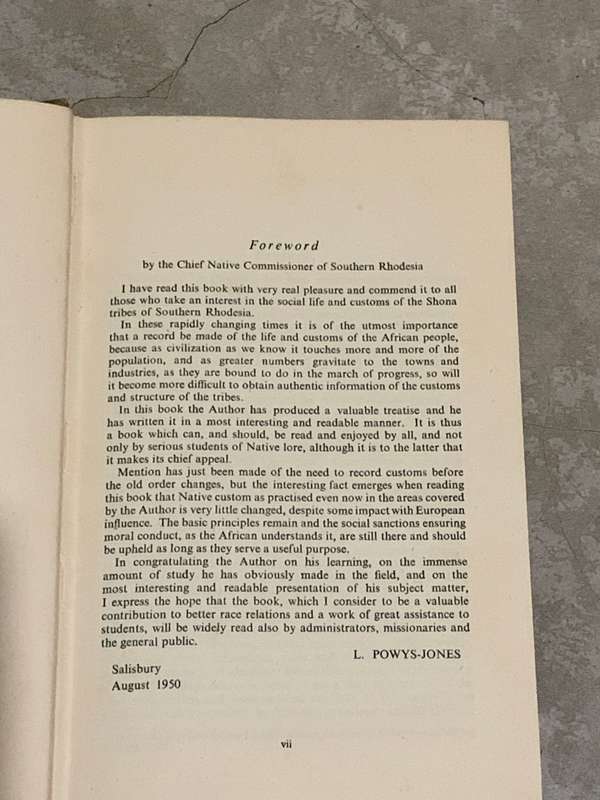 Foreword
by the Chief Native Commissioner of Southern Rhodesia
I have read this book with very real pleasure and commend it to all
those who take an interest in the social life and customs of the Shona
tribes of Southern Rhodesia.
In these rapidly changing times it is of the utmost importance
that a record be made of the life and customs of the African people,
because as civilization as we know it touches more and more of the
population, and as greater numbers gravitate to the towns and
industries, as they are bound to do in the march of progress, so will
it become more difficult to obtain authentic information of the customs
and structure of the tribes.
In this book the Author has produced a valuable treatise and he
has written it in a most interesting and readable manner. It is thus
a book which can, and should, be read and enjoyed by all, and not
only by serious students of Native lore, although it is to the latter that
it makes its chief appeal.
Mention has just been made of the need to record customs before
the old order changes, but the interesting fact emerges when reading
this book that Native custom as practised even now in the areas covered
by the Author is very little changed, despite some impact with European
influence. The basic principles remain and the social sanctions ensuring
moral conduct, as the African understands it, are still there and should
be upheld as long as they serve a useful purpose.
In congratulating the Author on his learning, on the immense
amount of study he has obviously made in the field, and on the
most interesting and readable presentation of his subject matter,
I express the hope that the book, which I consider to be a valuable
contribution to better race relations and a work of great assistance to
students, will be widely read also by administrators, missionaries and
the general public.
L. POWYS-JONES
Salisbury
August 1950
vii